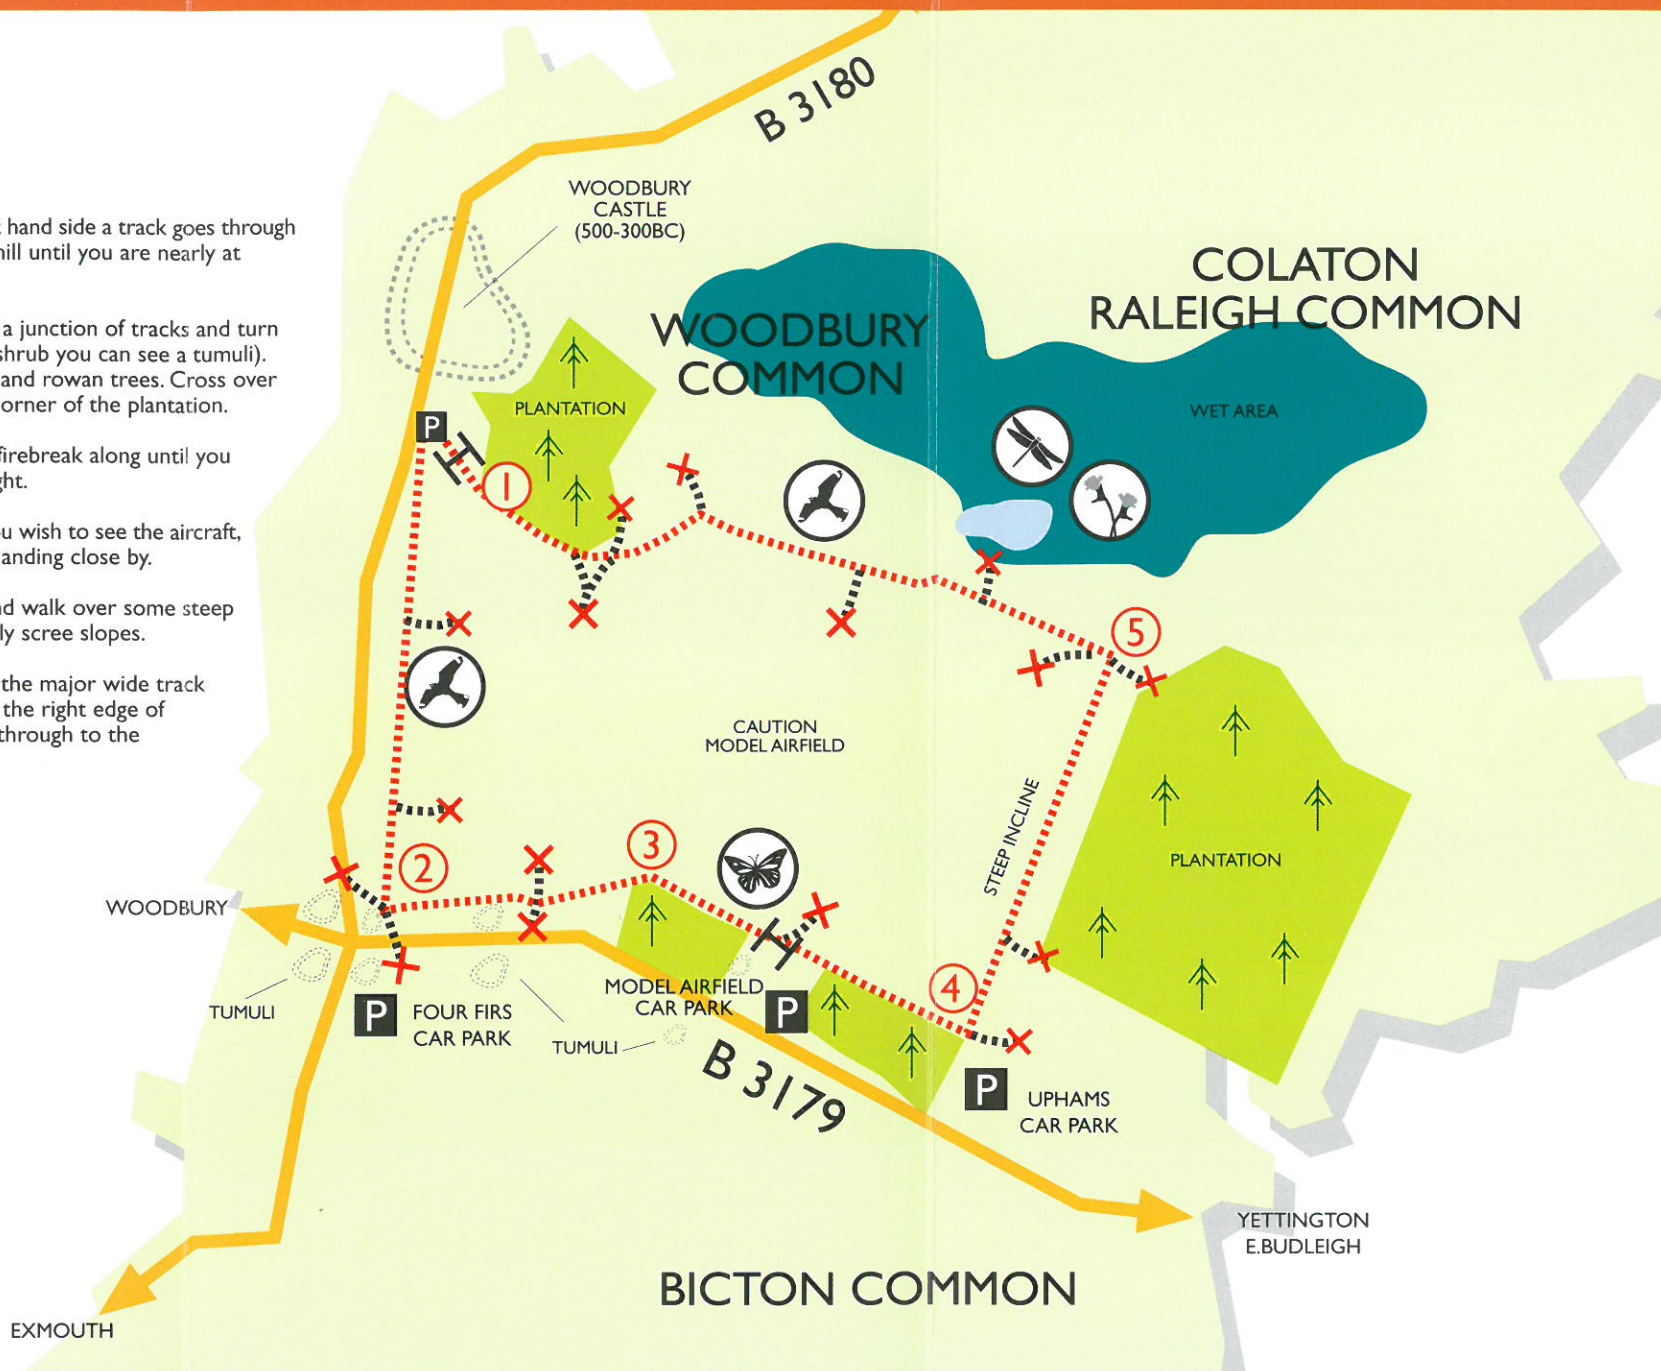 hand side a track goes through
hill until you are nearly at
a junction of tracks and turn
shrub you can see a tumuli).
and rowan trees. Cross over
corner of the plantation.
firebreak along until you
ght.
u wish to see the aircraft,
anding close by.
nd walk over some steep
ly scree slopes.
the major wide track
the right edge of
through to the
B 3180
WOODBURY
CASTLE
(500-300BC)
COLATON
RALEIGH COMMON
WOODBURY
COMMON
WET AREA
PLANTATION
P
1
5
CAUTION
MODEL AIRFIELD
STEEP INCLINE
PLANTATION
2
3
4
WOODBURY
TUMULI
P
FOUR FIRS
CAR PARK
TUMULI
MODEL AIRFIELD
CAR PARK
P
B 3179
P
UPHAMS
CAR PARK
YETTINGTON
E.BUDLEIGH
BICTON COMMON
EXMOUTH